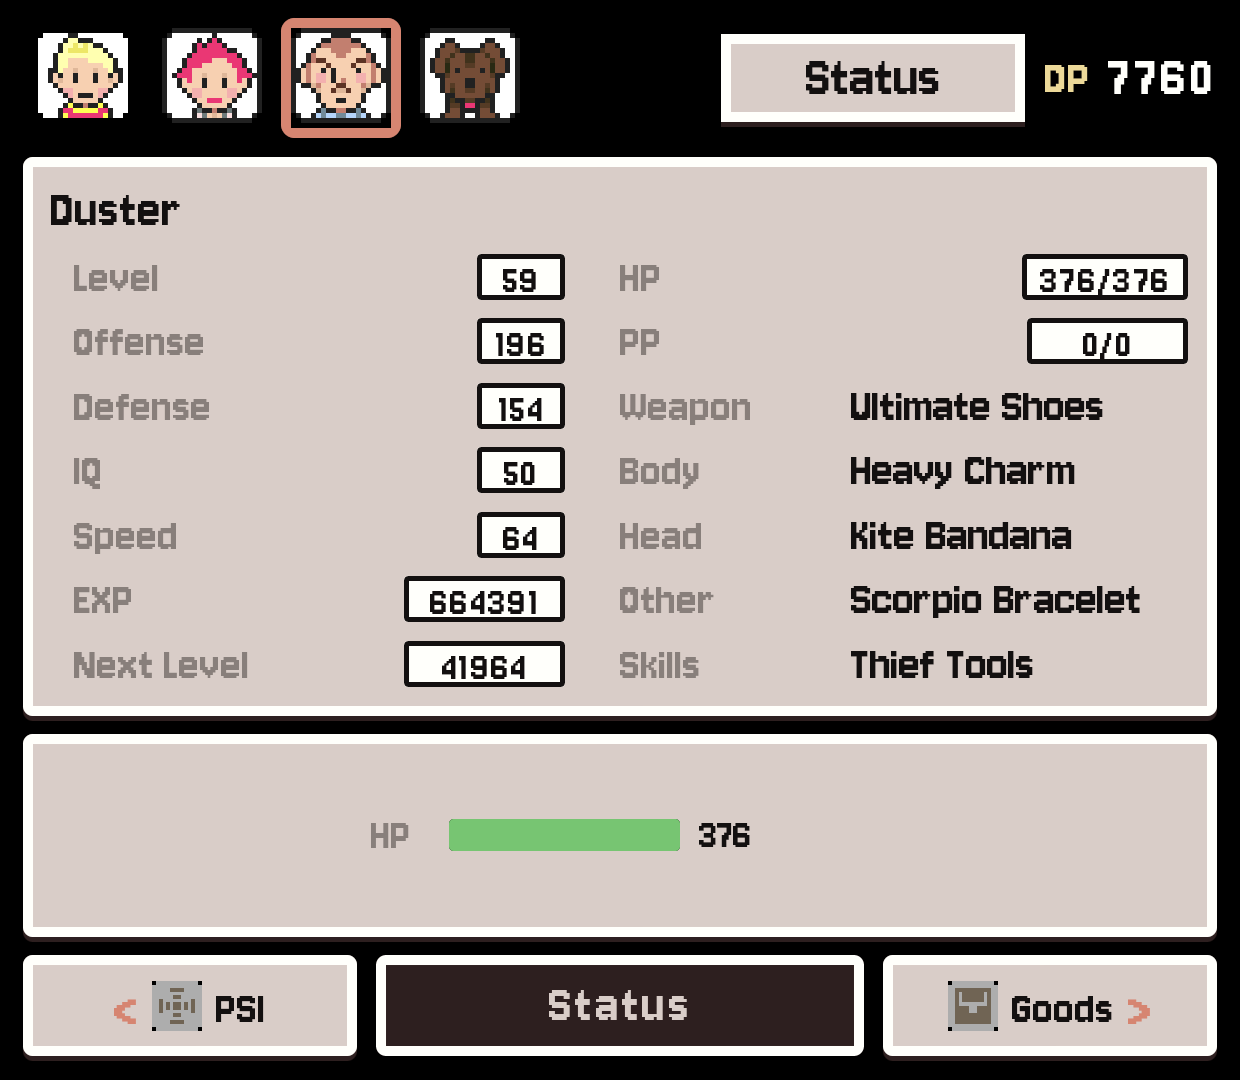 Status DP 7760
Duster
Level 59 HP 376/376
Offense 196 PP 0/0
Defense 154 Weapon Ultimate Shoes
IQ 50 Body Heavy Charm
Speed 64 Head Kite Bandana
EXP 664391 Other Scorpio Bracelet
Next Level 41964 Skills Thief Tools
HP 376
< PSI Status Goods >